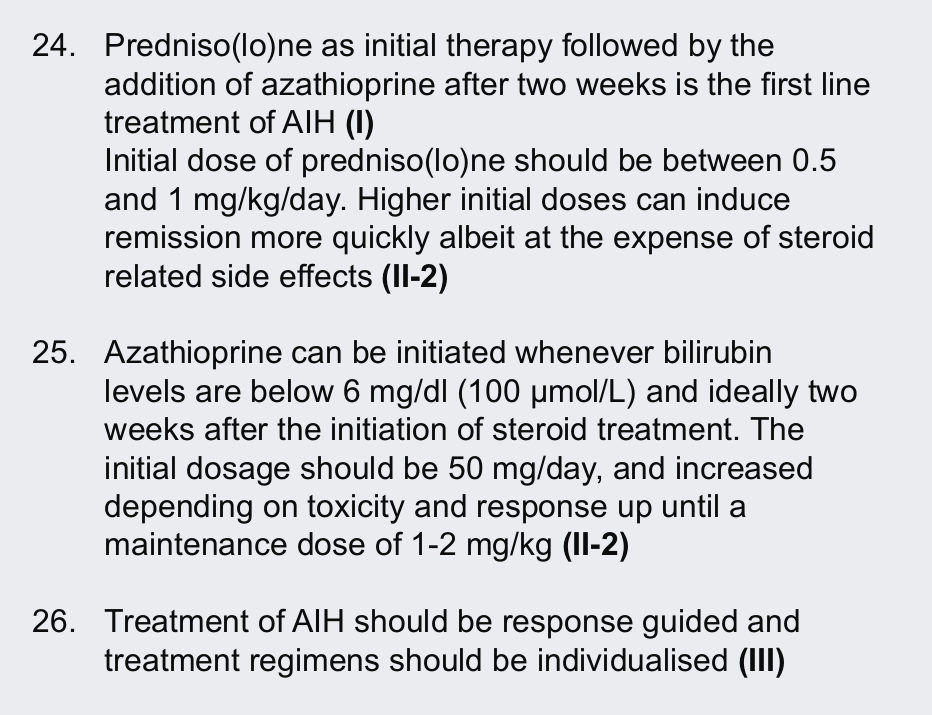 24. Predniso(lo)ne as initial therapy followed by the
addition of azathioprine after two weeks is the first line
treatment of AIH (I)
Initial dose of predniso(lo)ne should be between 0.5
and 1 mg/kg/day. Higher initial doses can induce
remission more quickly albeit at the expense of steroid
related side effects (II-2)
25. Azathioprine can be initiated whenever bilirubin
levels are below 6 mg/dl (100 µmol/L) and ideally two
weeks after the initiation of steroid treatment. The
initial dosage should be 50 mg/day, and increased
depending on toxicity and response up until a
maintenance dose of 1-2 mg/kg (II-2)
26. Treatment of AIH should be response guided and
treatment regimens should be individualised (III)